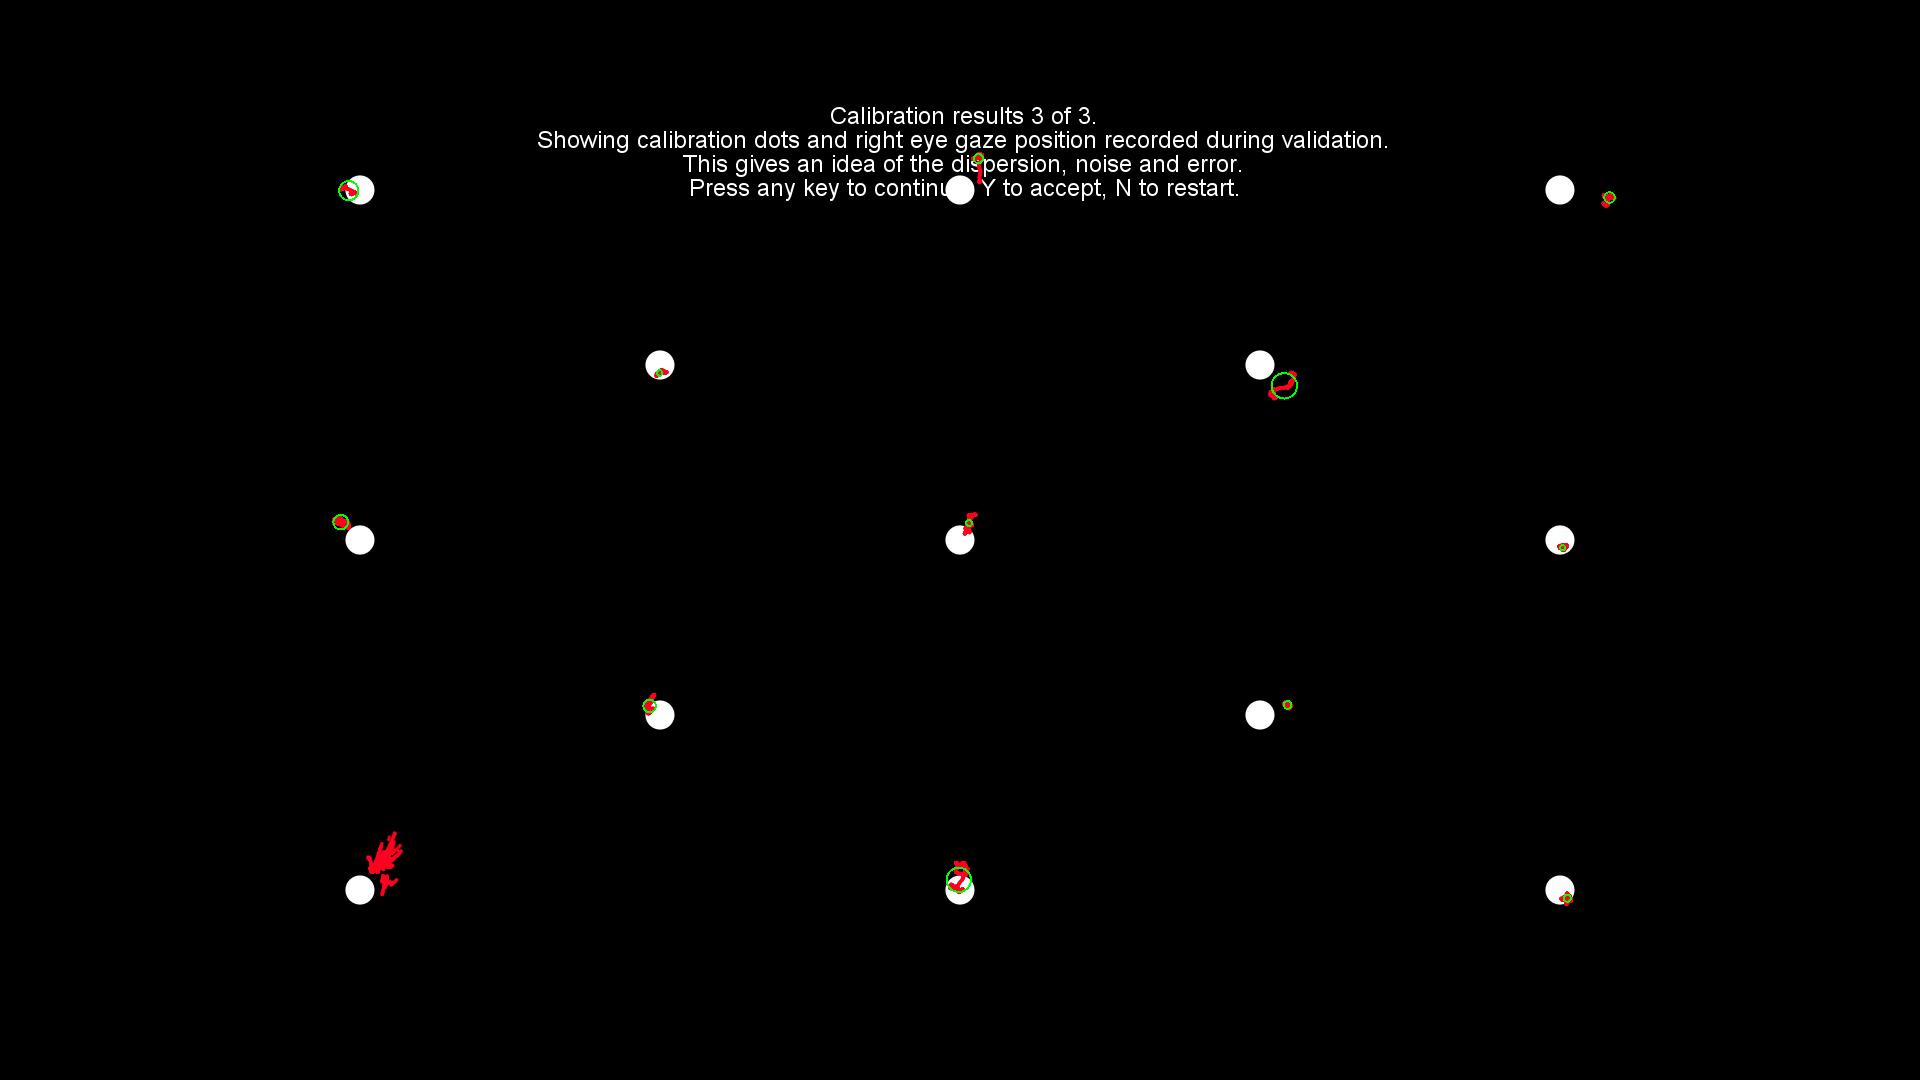 Calibration results 3 of 3.
Showing calibration dots and right eye gaze position recorded during validation.
This gives an idea of the dispersion, noise and error.
Press any key to continu Y to accept, N to restart.